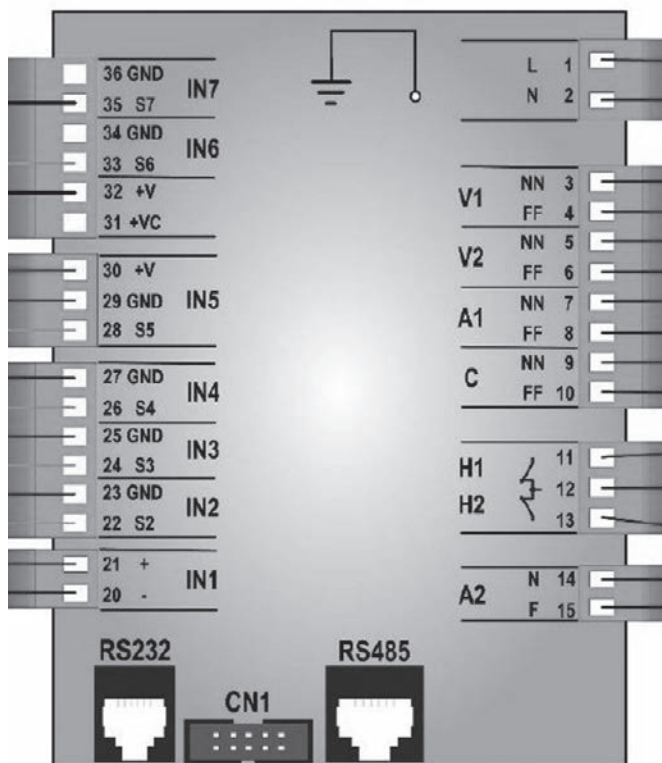 36 GND
35 S7
IN7
34 GND
33 S6
IN6
32 +V
31 +VC
30 +V
29 GND
28 S5
IN5
27 GND
26 S4
IN4
25 GND
24 S3
IN3
23 GND
22 S2
IN2
21 +
20 -
IN1
L 1
N 2
V1
NN 3
FF 4
V2
NN 5
FF 6
A1
NN 7
FF 8
C
NN 9
FF 10
H1
H2
11
12
13
A2
N 14
F 15
RS232
CN1
RS485